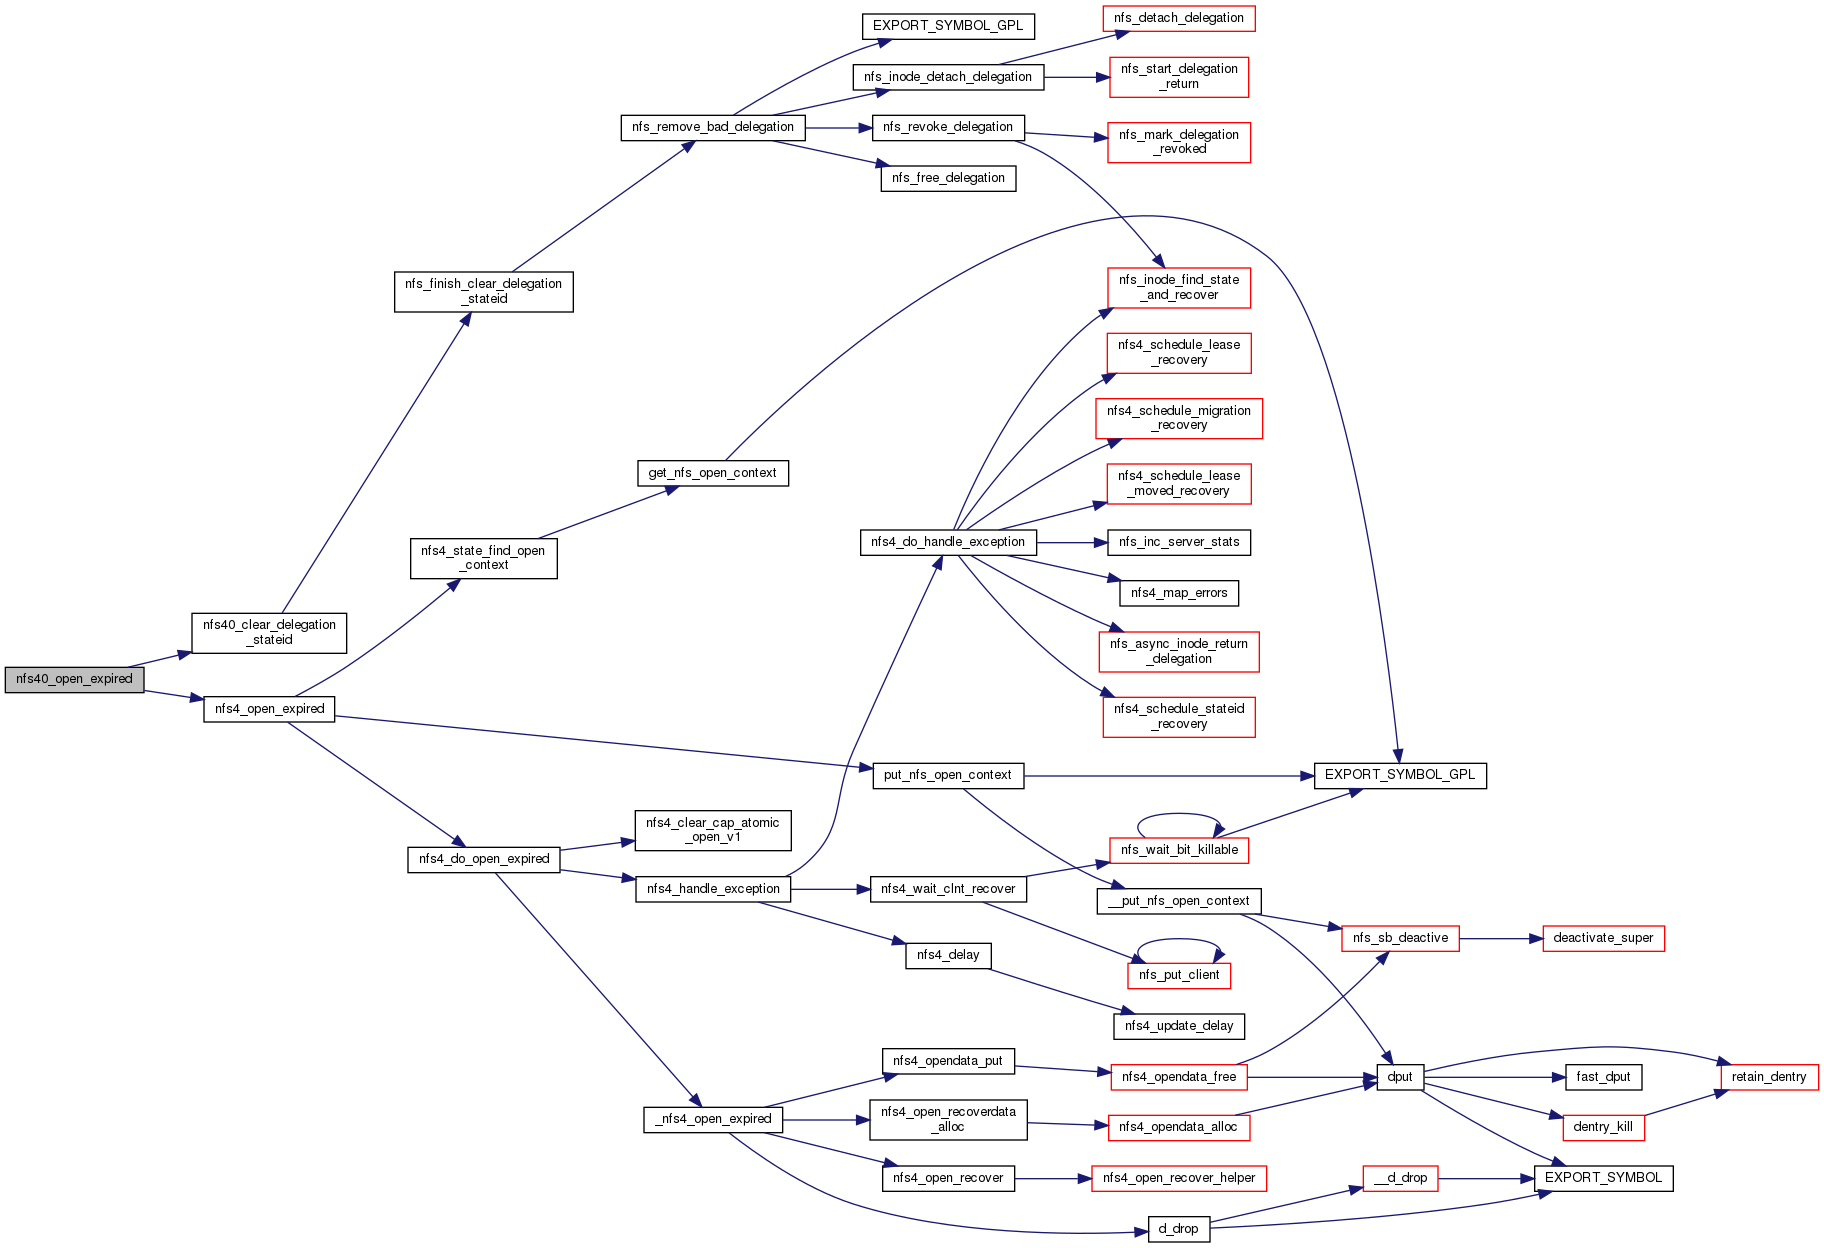 nfs_detach_delegation
EXPORT_SYMBOL_GPL
nfs_start_delegation
_return
nfs_inode_detach_delegation
nfs_remove_bad_delegation
nfs_revoke_delegation
nfs_mark_delegation
_revoked
nfs_free_delegation
nfs_finish_clear_delegation
_stateid
nfs_inode_find_state
_and_recover
nfs4_schedule_lease
_recovery
nfs4_schedule_migration
_recovery
get_nfs_open_context
nfs4_schedule_lease
_moved_recovery
nfs4_state_find_open
_context
nfs4_do_handle_exception
nfs_inc_server_stats
nfs4_map_errors
nfs40_clear_delegation
_stateid
nfs_async_inode_return
_delegation
nfs40_open_expired
nfs4_open_expired
nfs4_schedule_stateid
_recovery
put_nfs_open_context
EXPORT_SYMBOL_GPL
nfs4_clear_cap_atomic
_open_v1
nfs_wait_bit_killable
nfs4_do_open_expired
nfs4_handle_exception
nfs4_wait_clnt_recover
__put_nfs_open_context
nfs_sb_deactive
deactivate_super
nfs4_delay
nfs_put_client
nfs4_update_delay
nfs4_opendata_put
nfs4_opendata_free
dput
fast_dput
retain_dentry
_nfs4_open_expired
nfs4_open_recoverdata
_alloc
nfs4_opendata_alloc
dentry_kill
nfs4_open_recover
nfs4_open_recover_helper
__d_drop
EXPORT_SYMBOL
d_drop